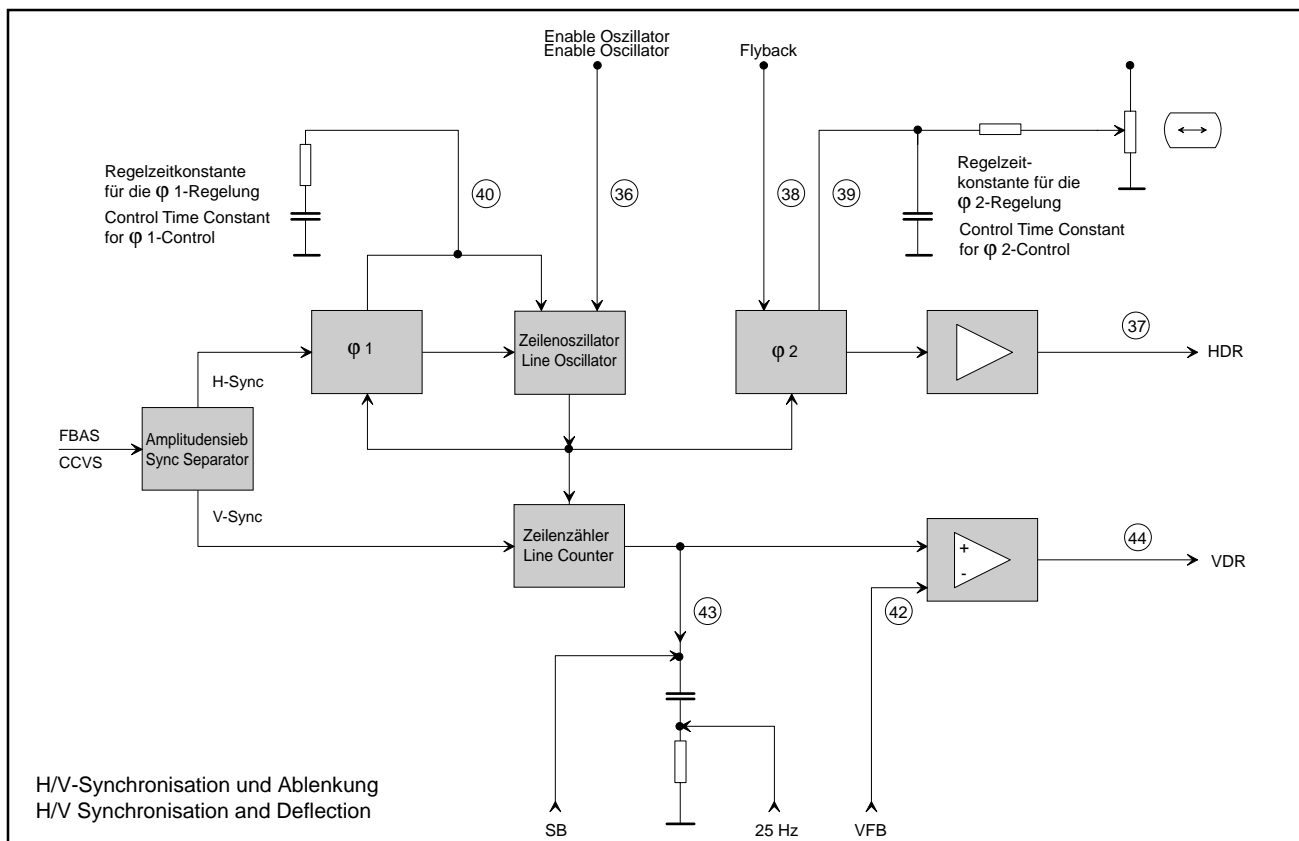 Enable Oszillator
Enable Oscillator
Flyback
Regelzeitkonstante
für die φ 1-Regelung
Control Time Constant
for φ 1-Control
40
36
38
39
Regelzeit-
konstante für die
φ 2-Regelung
Control Time Constant
for φ 2-Control
φ 1
Zeilenoszillator
Line Oscillator
φ 2
37
HDR
H-Sync
FBAS
CCVS
Amplitudensieb
Sync Separator
V-Sync
Zeilenzähler
Line Counter
+
-
44
VDR
43
42
H/V-Synchronisation und Ablenkung
H/V Synchronisation and Deflection
SB
25 Hz
VFB